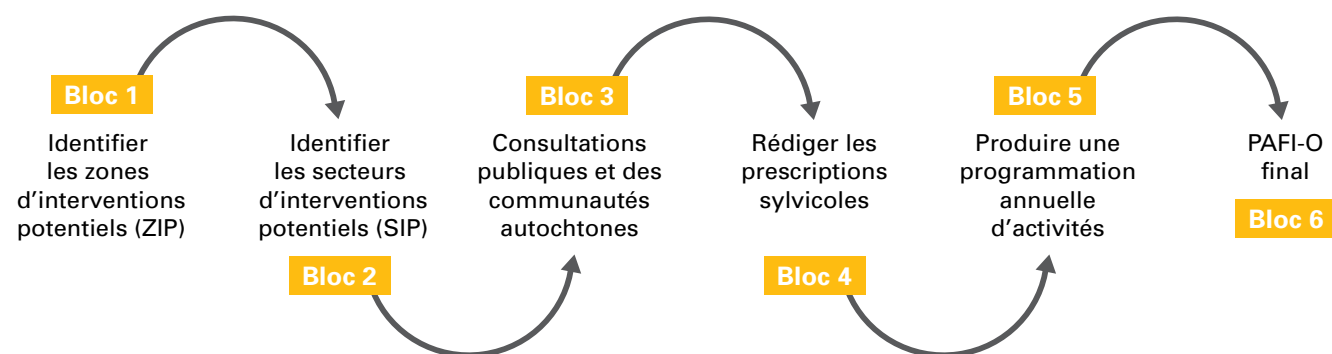 Bloc 1
Identifier
les zones
d’interventions
potentiels (ZIP)
Identifier
les secteurs
d’interventions
potentiels (SIP)
Bloc 2
Bloc 3
Consultations
publiques et des
communautés
autochtones
Rédiger les
prescriptions
sylvicoles
Bloc 4
Bloc 5
Produire une
programmation
annuelle
d’activités
PAFI-O
final
Bloc 6